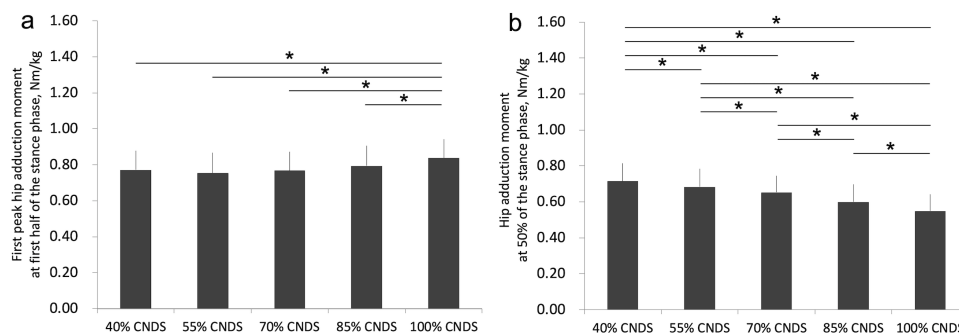 a
First peak hip adduction moment
at first half of the stance phase, Nm/kg
1.60
1.40
1.20
1.00
0.80
0.60
0.40
0.20
0.00
*
*
*
*
40% CNDS
55% CNDS
70% CNDS
85% CNDS
100% CNDS
b
Hip adduction moment
at 50% of the stance phase, Nm/kg
1.60
1.40
1.20
1.00
0.80
0.60
0.40
0.20
0.00
*
*
*
*
*
*
*
*
*
*
40% CNDS
55% CNDS
70% CNDS
85% CNDS
100% CNDS